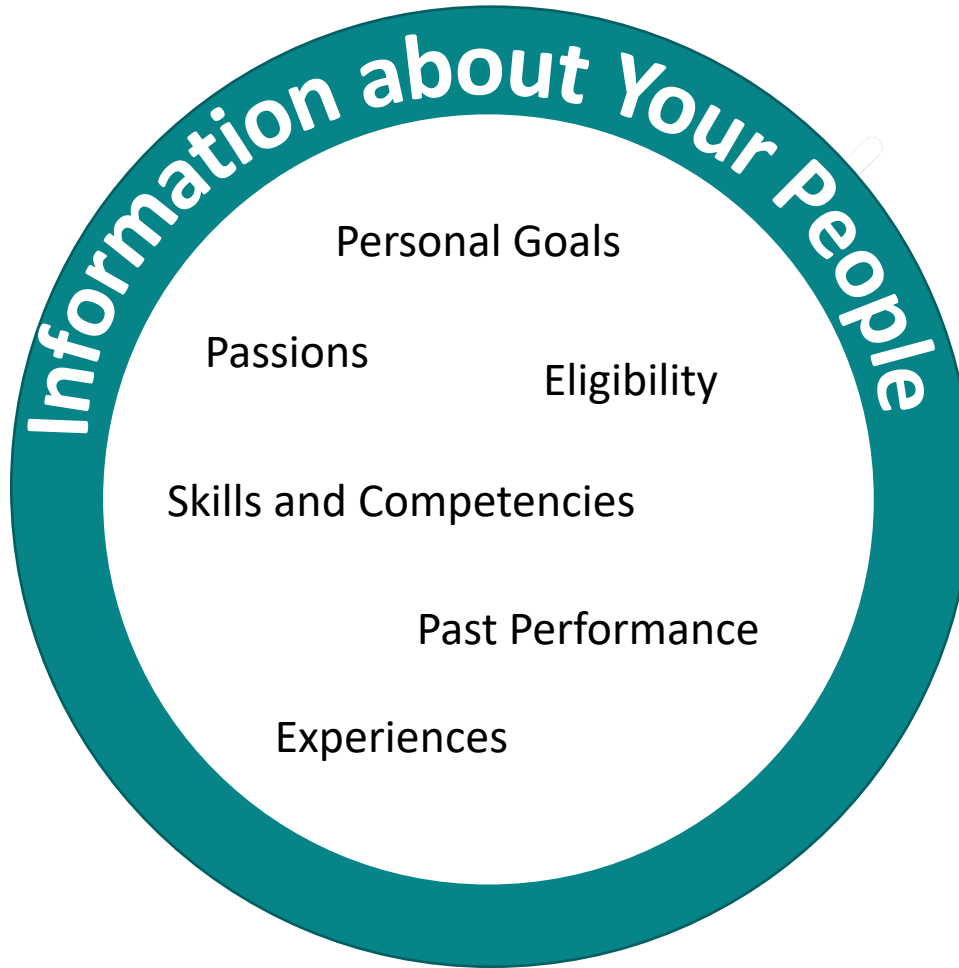 Information about Your People
Personal Goals
Passions
Eligibility
Skills and Competencies
Past Performance
Experiences